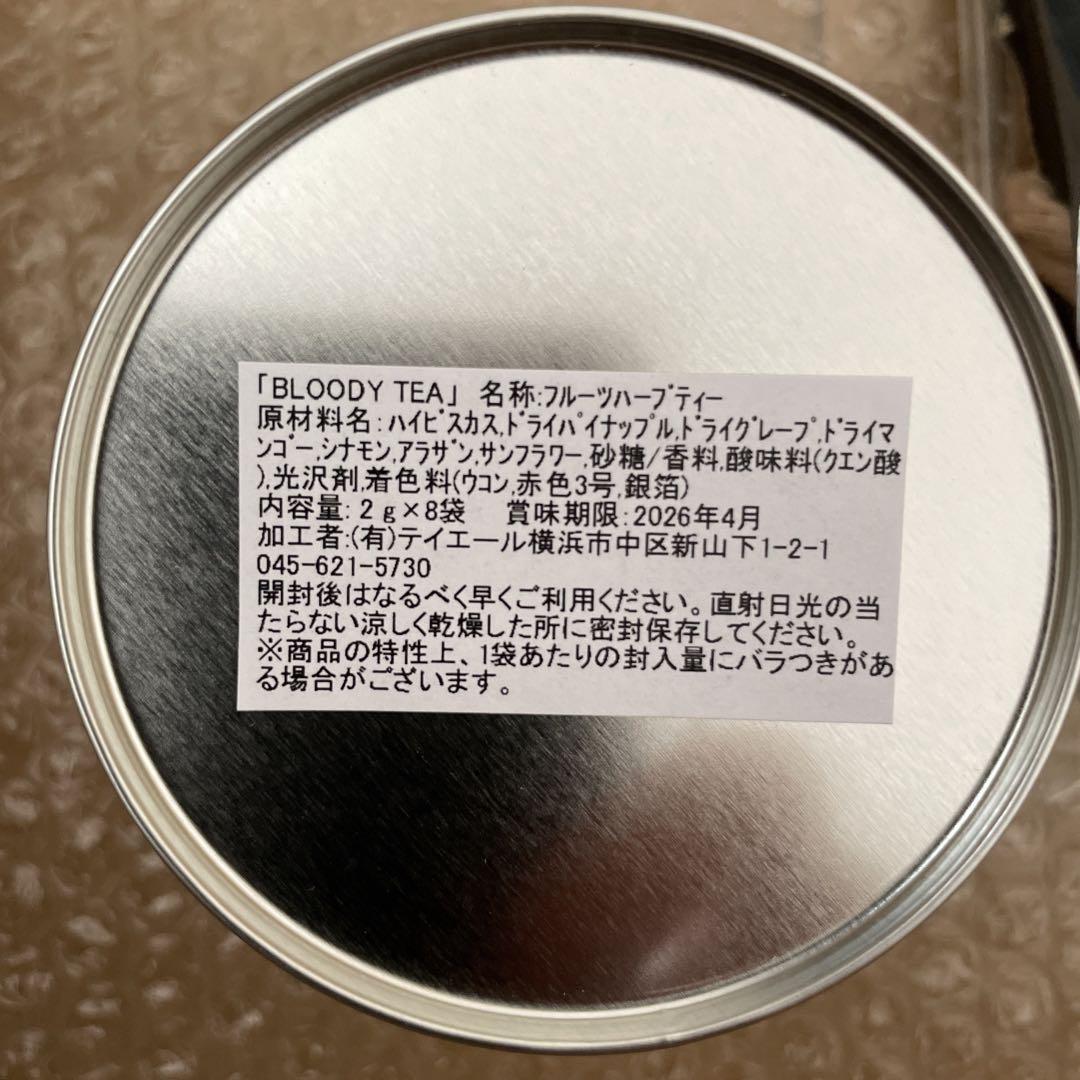 「BLOODY TEA」 名称:フルーツハーブティー
原材料名:ハイビスカス,ドライパイナップル,ドライグレープ,ドライマ
ンゴー,シナモン,アラザン,サンフラワー,砂糖/香料,酸味料(クエン酸
),光沢剤,着色料(ウコン,赤色3号,銀箔)
内容量:2g×8袋 賞味期限:2026年4月
加工者:(有)テイエール横浜市中区新山下1-2-1
045-621-5730
開封後はなるべく早くご利用ください。直射日光の当
たらない涼しく乾燥した所に密封保存してください。
※商品の特性上、1袋あたりの封入量にバラつきがあ
る場合がございます。